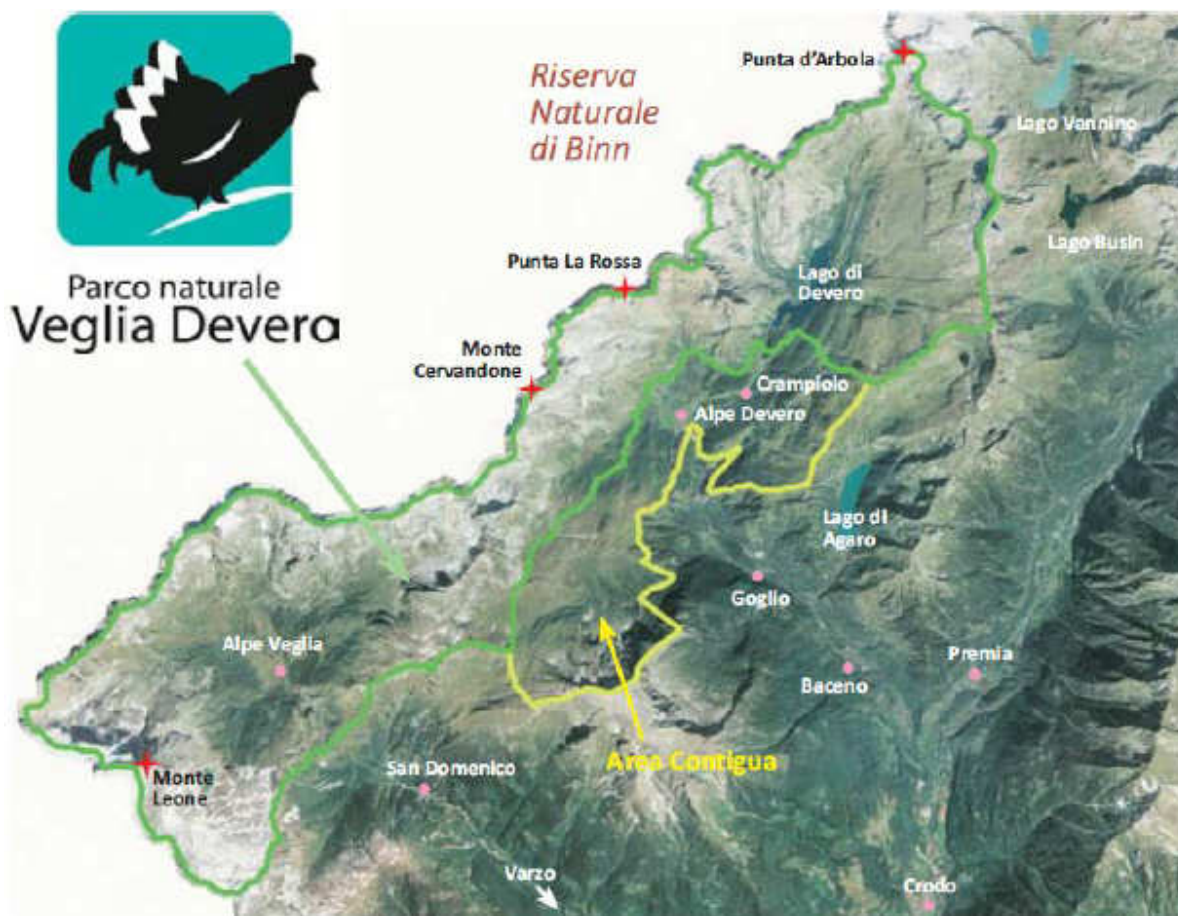 Punta d'Arbola
Riserva
Naturale
di Binn
Lago Vannino
Parco naturale
Veglia Devero
Punta La Rossa
Lago Busin
Lago di
Devero
Monte
Cervandone
Crampiolo
Alpe Devero
Lago di
Agaro
Goglio
Alpe Veglia
Baceno
Premia
Area Contigua
San Domenico
Monte
Leone
Varzo
Crodo